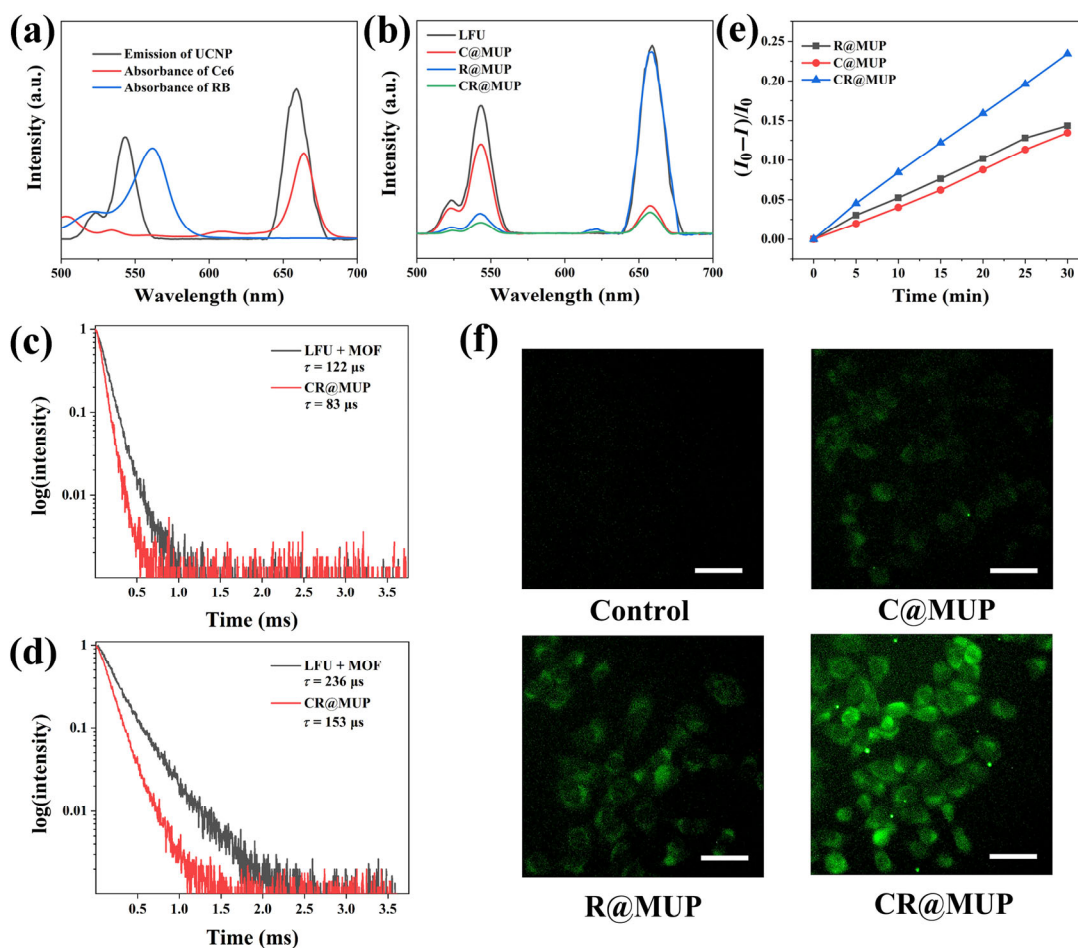 (a)
Emission of UCNP
Absorbance of Ce6
Absorbance of RB
Intensity (a.u.)
500
550
600
650
700
Wavelength (nm)
(b)
LFU
C@MUP
R@MUP
CR@MUP
Intensity (a.u.)
500
550
600
650
700
Wavelength (nm)
(e)
R@MUP
C@MUP
CR@MUP
(I₀−I)/I₀
0.25
0.20
0.15
0.10
0.05
0.00
0
5
10
15
20
25
30
Time (min)
(c)
LFU + MOF
τ = 122 μs
CR@MUP
τ = 83 μs
log(intensity)
1
0.1
0.01
0.5
1.0
1.5
2.0
2.5
3.0
3.5
Time (ms)
(d)
LFU + MOF
τ = 236 μs
CR@MUP
τ = 153 μs
log(intensity)
1
0.1
0.01
0.5
1.0
1.5
2.0
2.5
3.0
3.5
Time (ms)
(f)
Control
C@MUP
R@MUP
CR@MUP